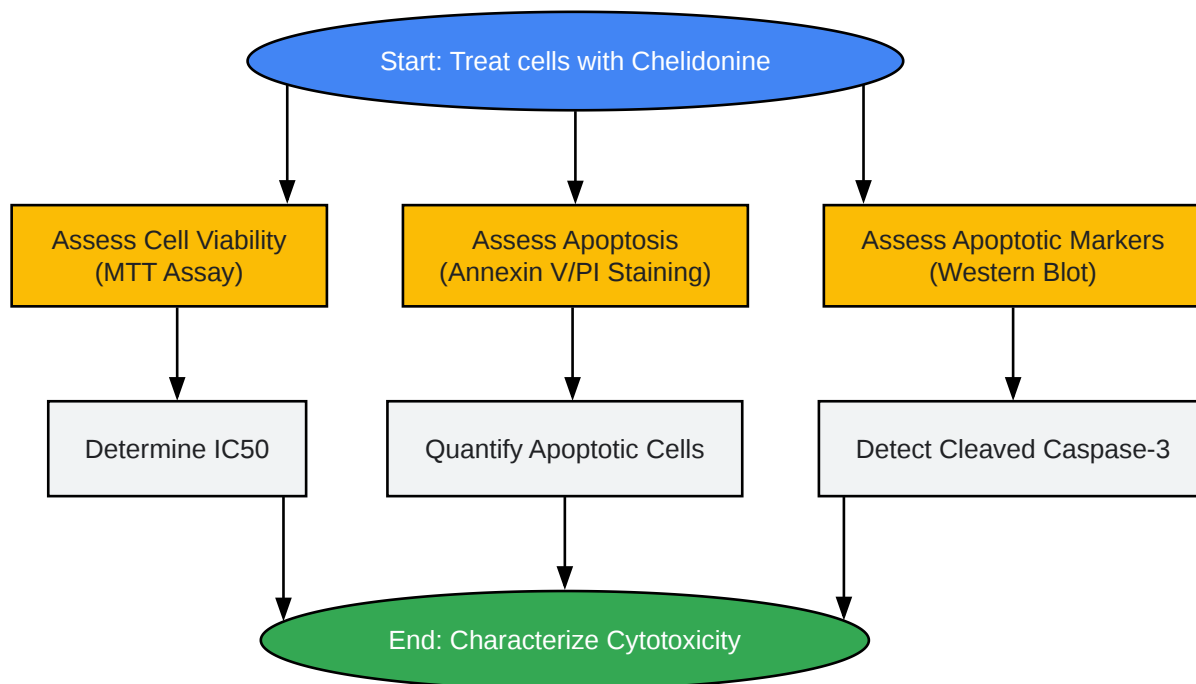 Start: Treat cells with Chelidonine
Assess Cell Viability
(MTT Assay)
Assess Apoptosis
(Annexin V/PI Staining)
Assess Apoptotic Markers
(Western Blot)
Determine IC50
Quantify Apoptotic Cells
Detect Cleaved Caspase-3
End: Characterize Cytotoxicity